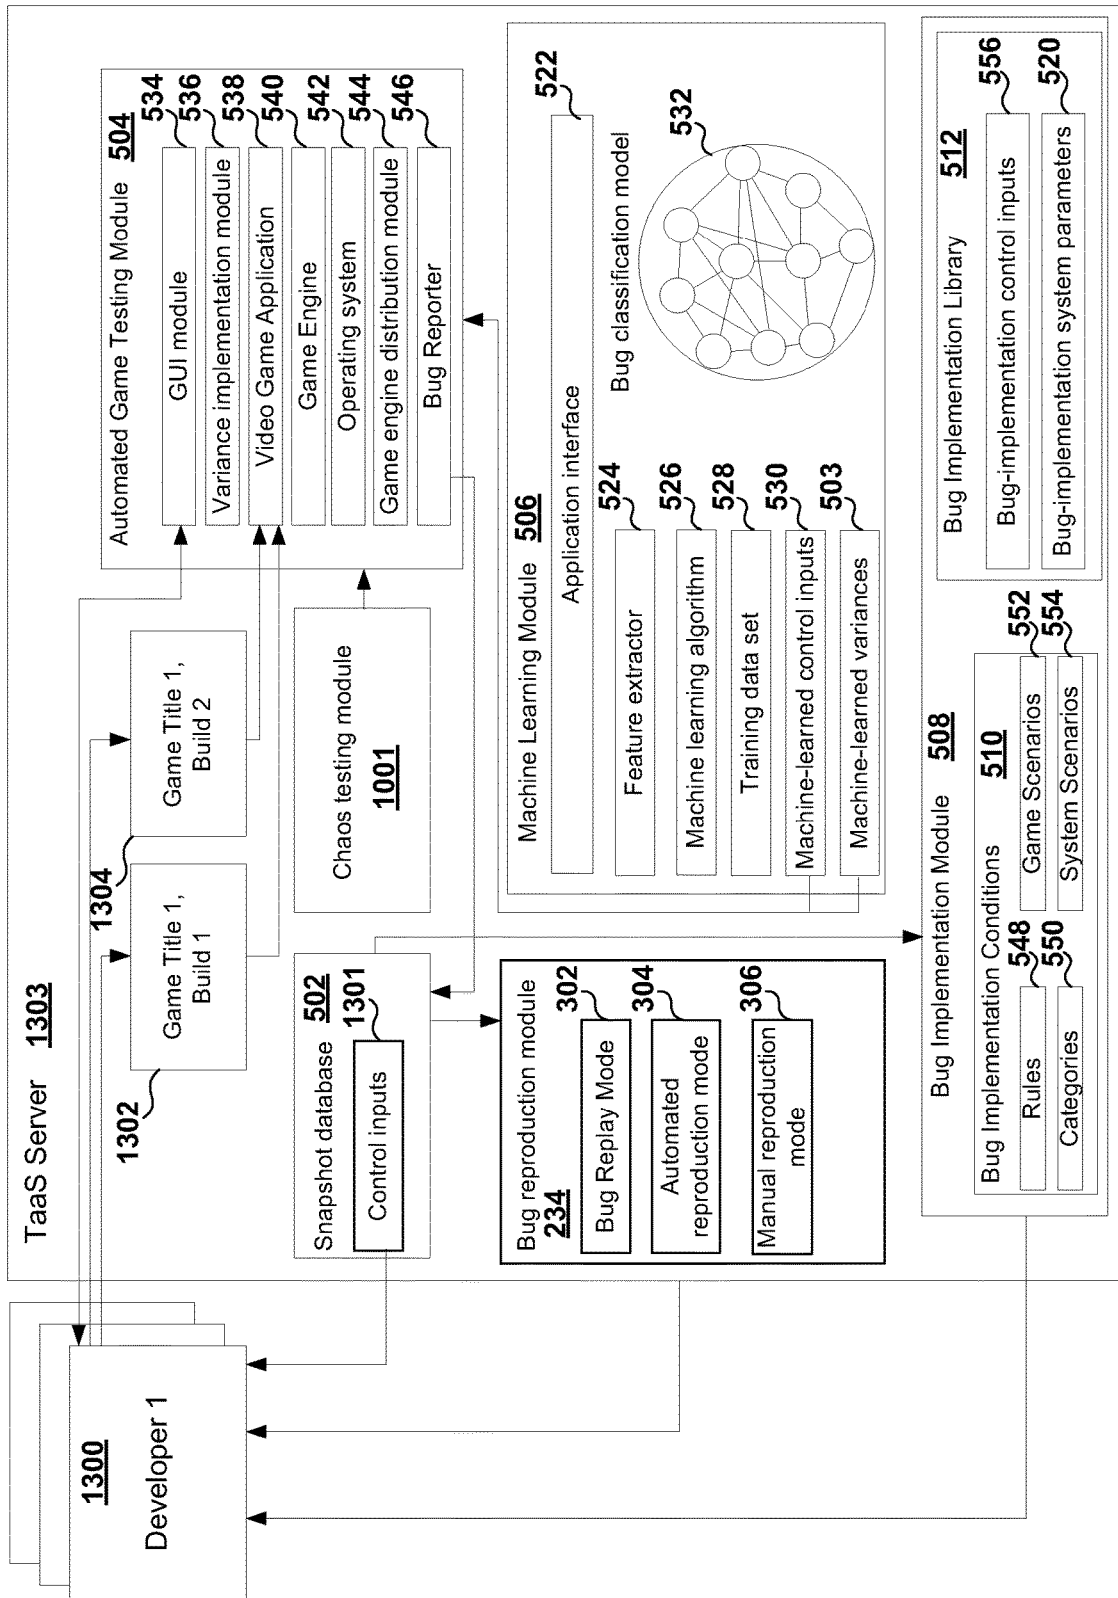 TaaS Server 1303
1300
Developer 1
1302
Game Title 1,
Build 1
1304
Game Title 1,
Build 2
Automated Game Testing Module 504
GUI module
534
Variance implementation module
536
Video Game Application
538
Game Engine
540
Operating system
542
Game engine distribution module
544
Bug Reporter
546
Chaos testing module
1001
Snapshot database
502
Control inputs
1301
Bug reproduction module
234
Bug Replay Mode
302
Automated
reproduction mode
304
Manual reproduction
mode
306
Machine Learning Module 506
Application interface
522
Feature extractor
524
Machine learning algorithm
526
Training data set
528
Machine-learned control inputs
530
Machine-learned variances
503
Bug classification model
532
Bug Implementation Module 508
Bug Implementation Conditions 510
Rules
548
Categories
550
Game Scenarios
552
System Scenarios
554
Bug Implementation Library 512
Bug-implementation control inputs
556
Bug-implementation system parameters
520